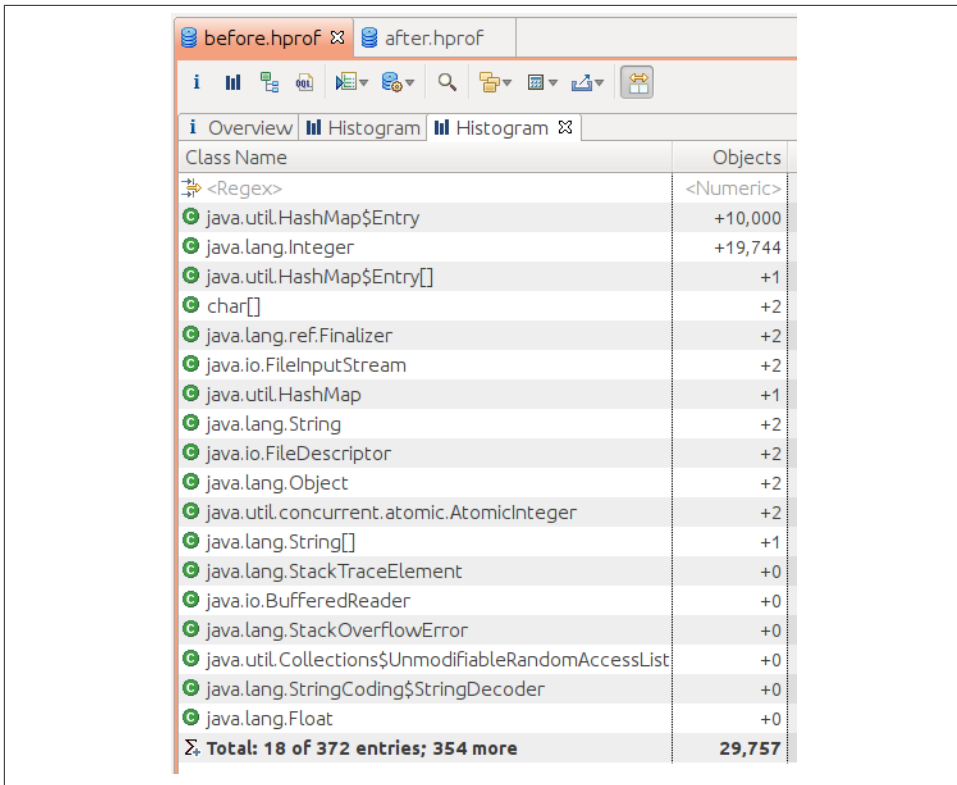 before.hprof after.hprof
i OQL
i Overview Histogram Histogram
Class Name Objects
<Regex> <Numeric>
C java.util.HashMap$Entry +10,000
C java.lang.Integer +19,744
C java.util.HashMap$Entry[] +1
C char[] +2
C java.lang.ref.Finalizer +2
C java.io.FileInputStream +2
C java.util.HashMap +1
C java.lang.String +2
C java.io.FileDescriptor +2
C java.lang.Object +2
C java.util.concurrent.atomic.AtomicInteger +2
C java.lang.String[] +1
C java.lang.StackTraceElement +0
C java.io.BufferedReader +0
C java.lang.StackOverflowError +0
C java.util.Collections$UnmodifiableRandomAccessList +0
C java.lang.StringCoding$StringDecoder +0
C java.lang.Float +0
Σ+ Total: 18 of 372 entries; 354 more 29,757